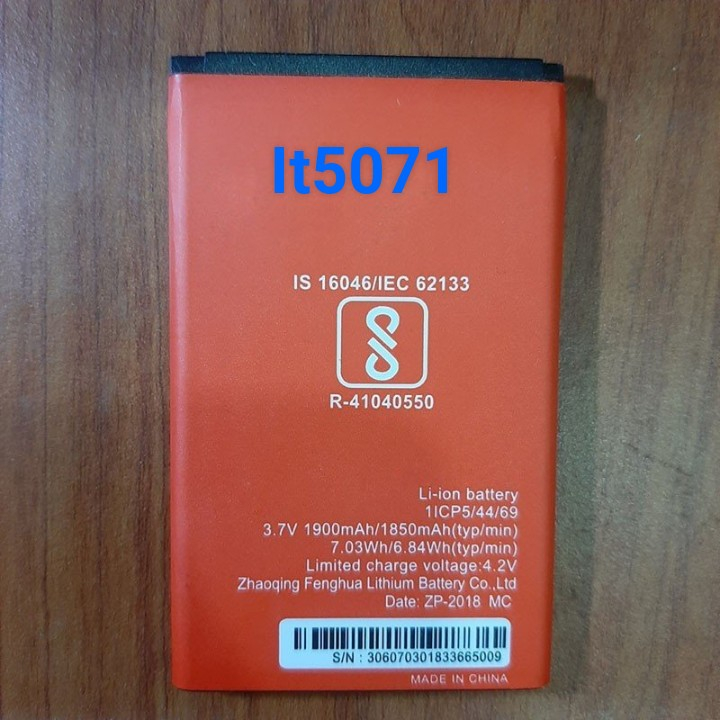 It5071
IS 16046/IEC 62133
R-41040550
Li-ion battery
1ICP5/44/69
3.7V 1900mAh/1850mAh(typ/min)
7.03Wh/6.84Wh(typ/min)
Limited charge voltage:4.2V
Zhaoqing Fenghua Lithium Battery Co.,Ltd
Date: ZP-2018 MC
S/N : 306070301833665009
MADE IN CHINA